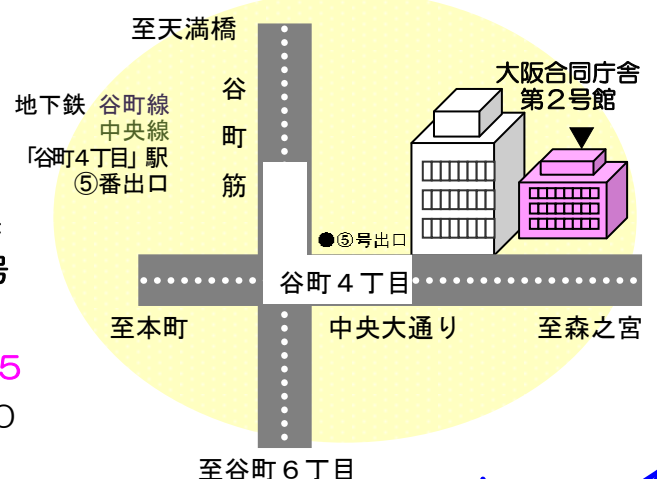 至天満橋
大阪合同庁舎
第2号館
地下鉄 谷町線
中央線
「谷町4丁目」駅
⑤番出口
谷町筋
●⑤号出口
号
谷町4丁目
至本町
中央大通り
至森之宮
5
0
至谷町6丁目